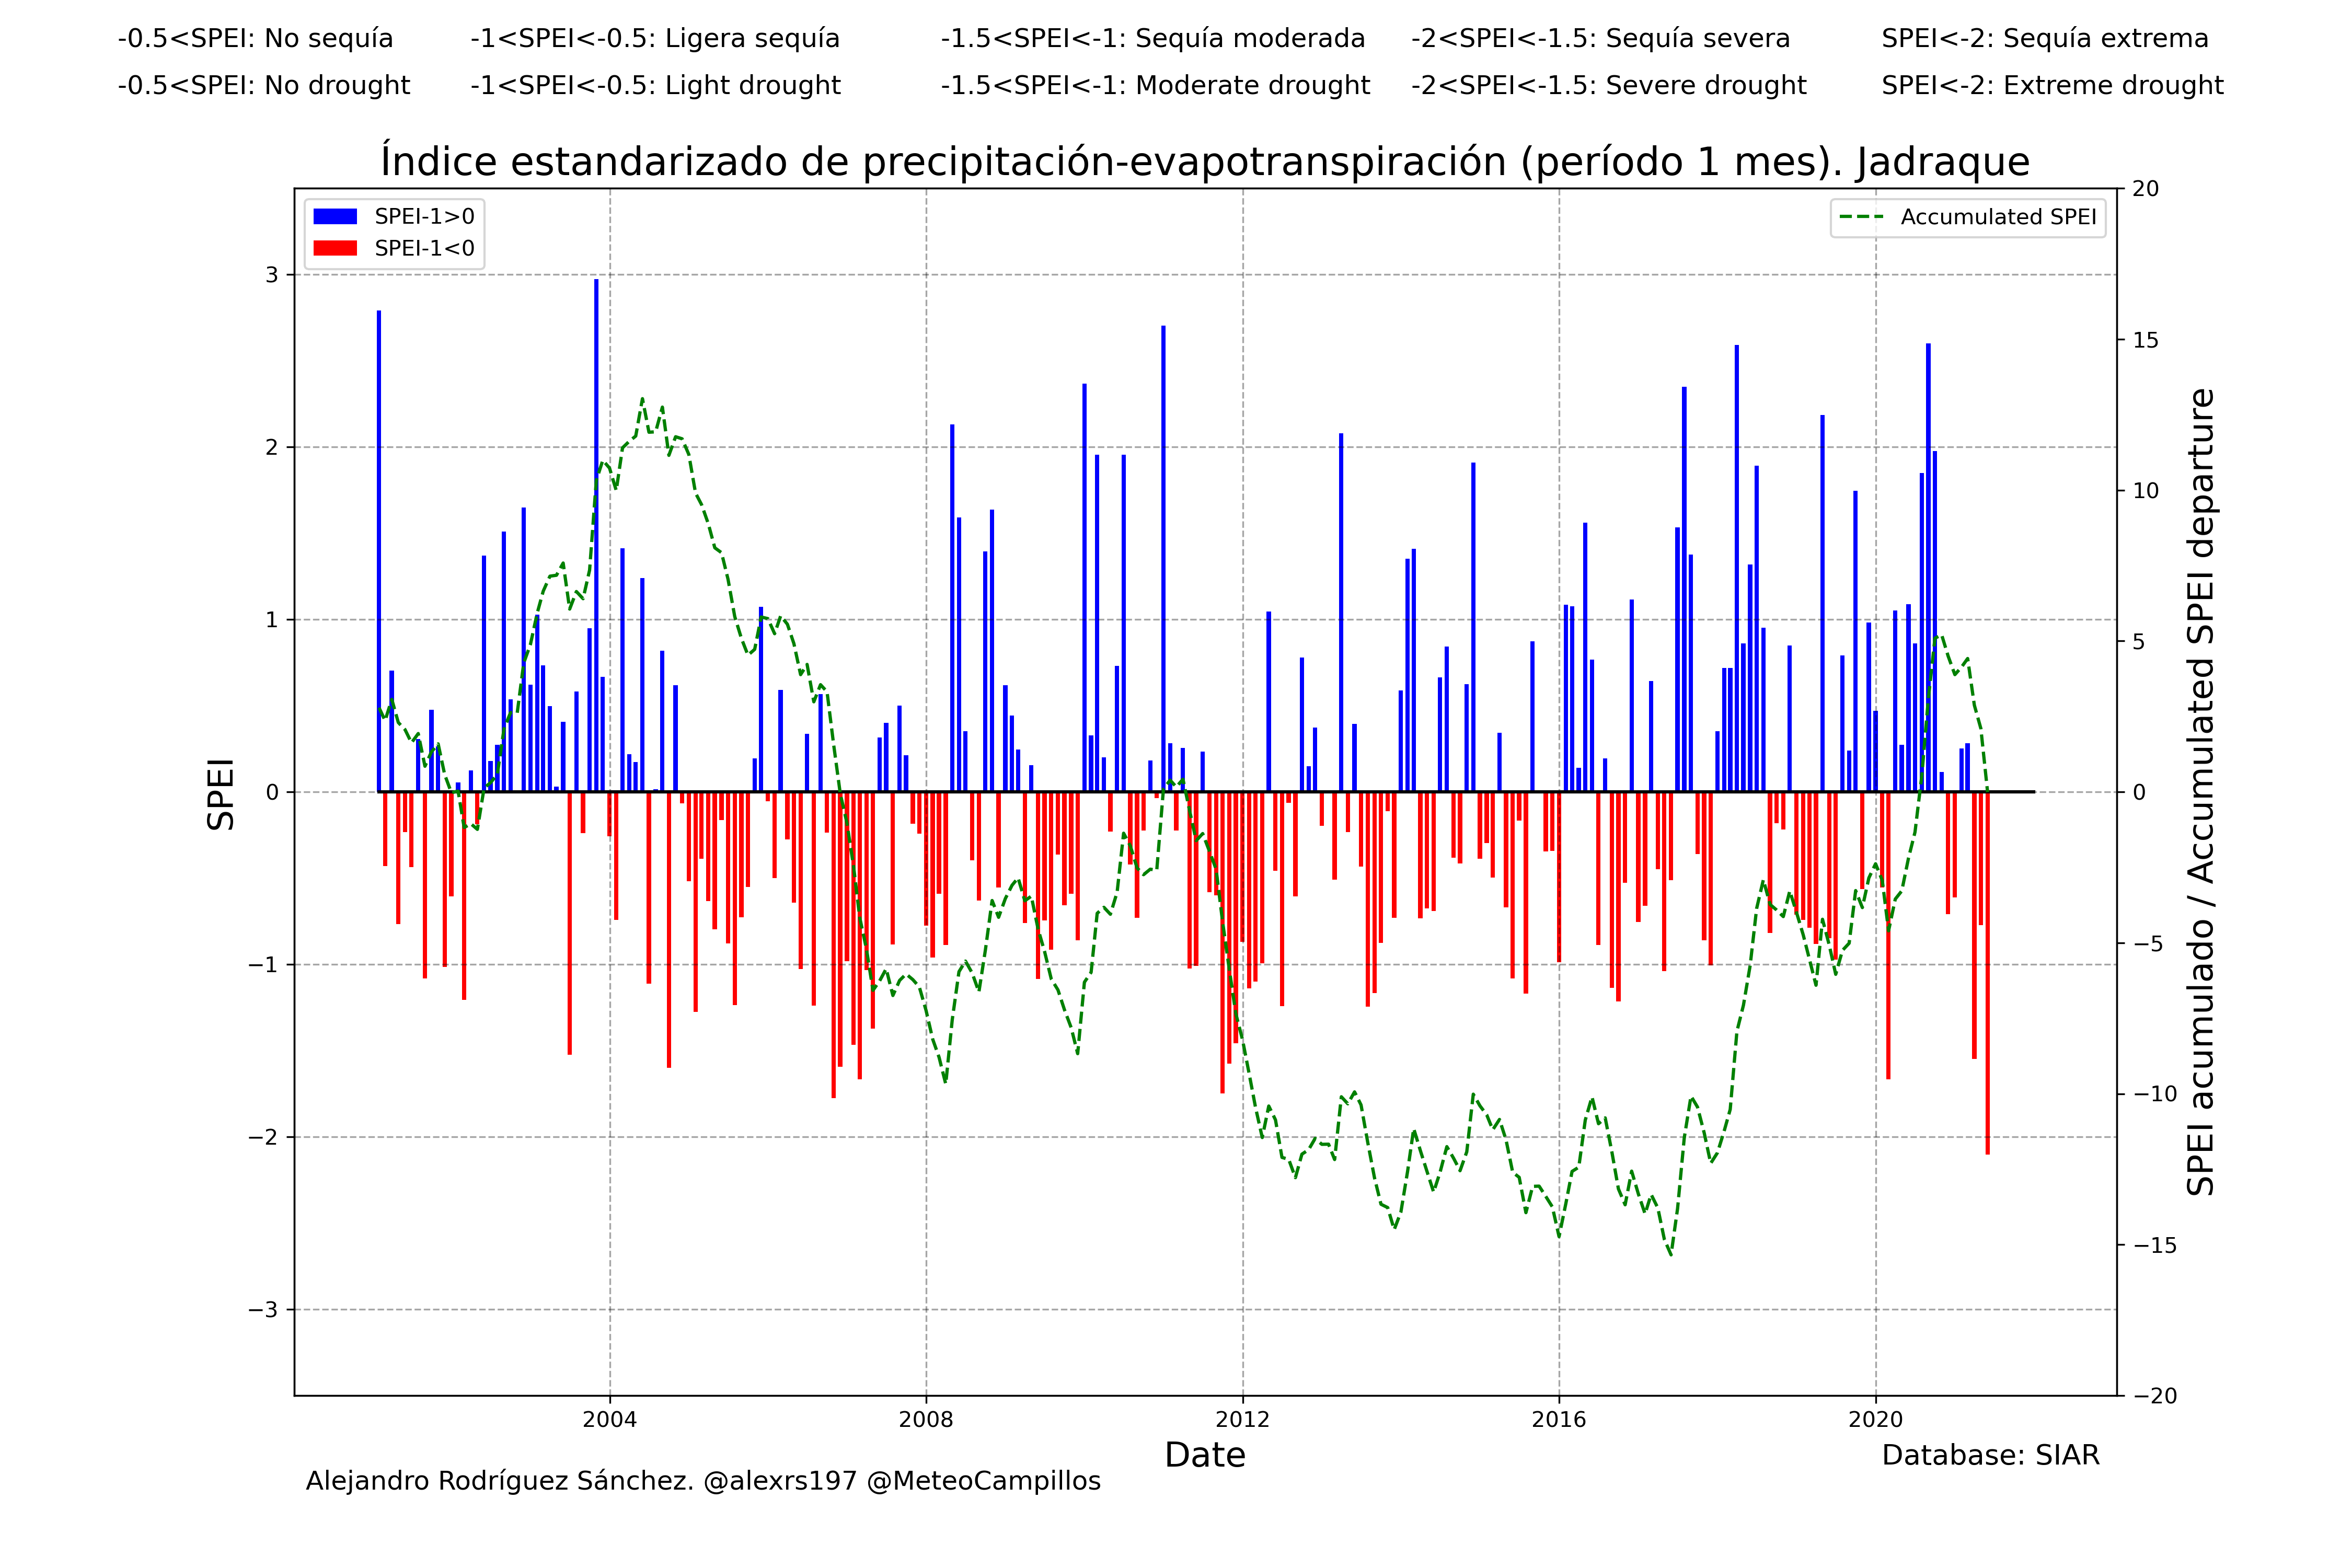 -0.5<SPEI: No sequía -1<SPEI<-0.5: Ligera sequía -1.5<SPEI<-1: Sequía moderada -2<SPEI<-1.5: Sequía severa SPEI<-2: Sequía extrema
-0.5<SPEI: No drought -1<SPEI<-0.5: Light drought -1.5<SPEI<-1: Moderate drought -2<SPEI<-1.5: Severe drought SPEI<-2: Extreme drought
Índice estandarizado de precipitación-evapotranspiración (período 1 mes). Jadraque
SPEI-1>0
SPEI-1<0
Accumulated SPEI
SPEI
3
2
1
0
−1
−2
−3
20
15
10
5
0
−5
−10
−15
−20
SPEI acumulado / Accumulated SPEI departure
2004 2008 2012 2016 2020
Date
Database: SIAR
Alejandro Rodríguez Sánchez. @alexrs197 @MeteoCampillos